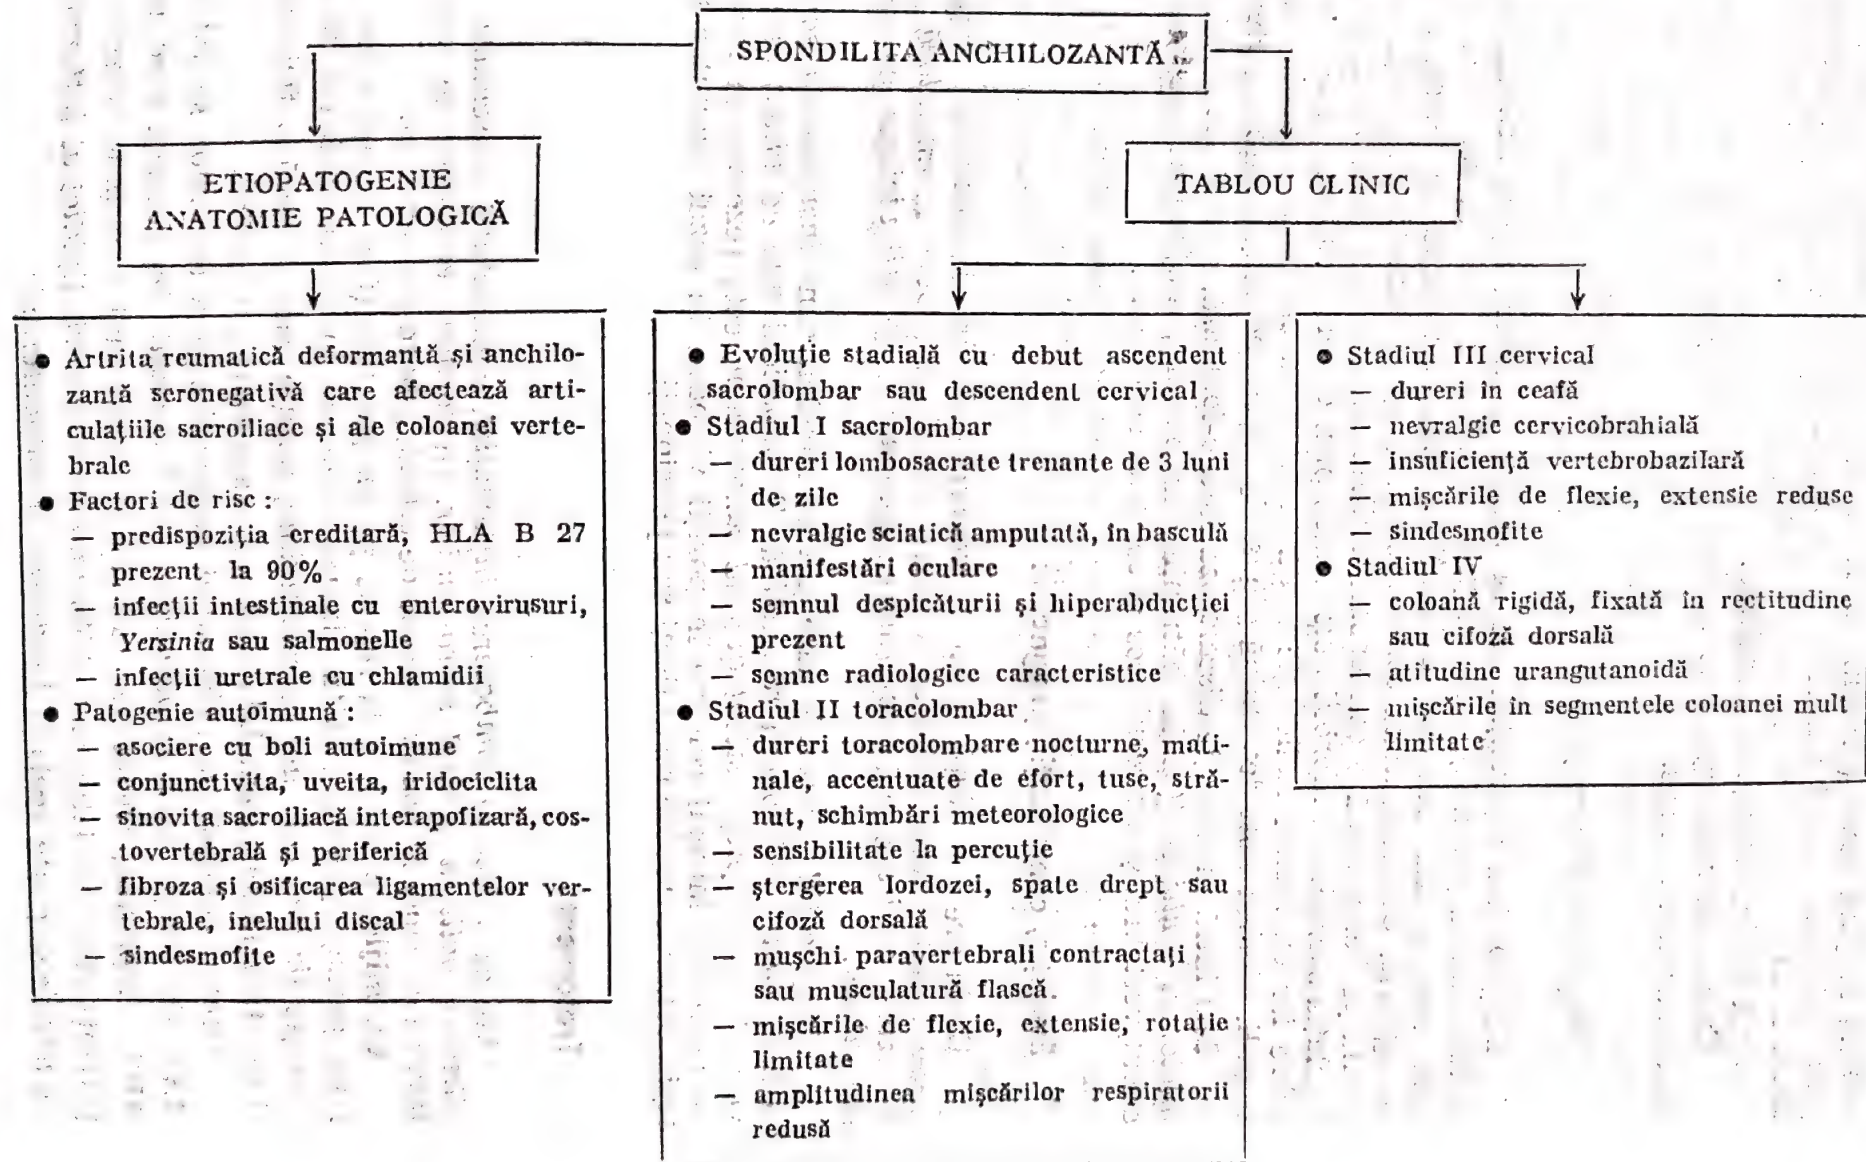 SPONDILITA ANCHILOZANTĂ
ETIOPATOGENIE
ANATOMIE PATOLOGICĂ
● Artrita reumatică deformantă și anchilo-
zantă seronegativă care afectează arti-
culațiile sacroiliace și ale coloanei verte-
brale
● Factori de risc :
— predispoziția ereditară, HLA B 27
prezent la 90%
— infecții intestinale cu enterovirusuri,
Yersinia sau salmonelle
— infecții uretrale cu chlamidii
● Patogenie autoimună :
— asociere cu boli autoimune
— conjunctivita, uveita, iridociclita
— sinovita sacroiliacă interapofizară, cos-
tovertebrală și periferică
— fibroza și osificarea ligamentelor ver-
tebrale, inelului discal
— sindesmofite
TABLOU CLINIC
● Evoluție stadială cu debut ascendent
sacrolombar sau descendent cervical
● Stadiul I sacrolombar
— dureri lombosacrate trenante de 3 luni
de zile
— nevralgie sciatică amputată, în basculă
— manifestări oculare
— semnul despicăturii și hiperabducției
prezent
— semne radiologice caracteristice
● Stadiul II toracolombar
— dureri toracolombare nocturne, mati-
nale, accentuate de efort, tuse, stră-
nut, schimbări meteorologice
— sensibilitate la percuție
— ștergerea lordozei, spate drept sau
cifoză dorsală
— mușchi paravertebrali contractați
sau musculatură flască.
— mișcările de flexie, extensie, rotație
limitate
— amplitudinea mișcărilor respiratorii
redusă
● Stadiul III cervical
— dureri în ceafă
— nevralgie cervicobrahială
— insuficiență vertebrobazilară
— mișcările de flexie, extensie reduse
— sindesmofite
● Stadiul IV
— coloană rigidă, fixată în rectitudine
sau cifoză dorsală
— atitudine urangutanoidă
— mișcările în segmentele coloanei mult
limitate